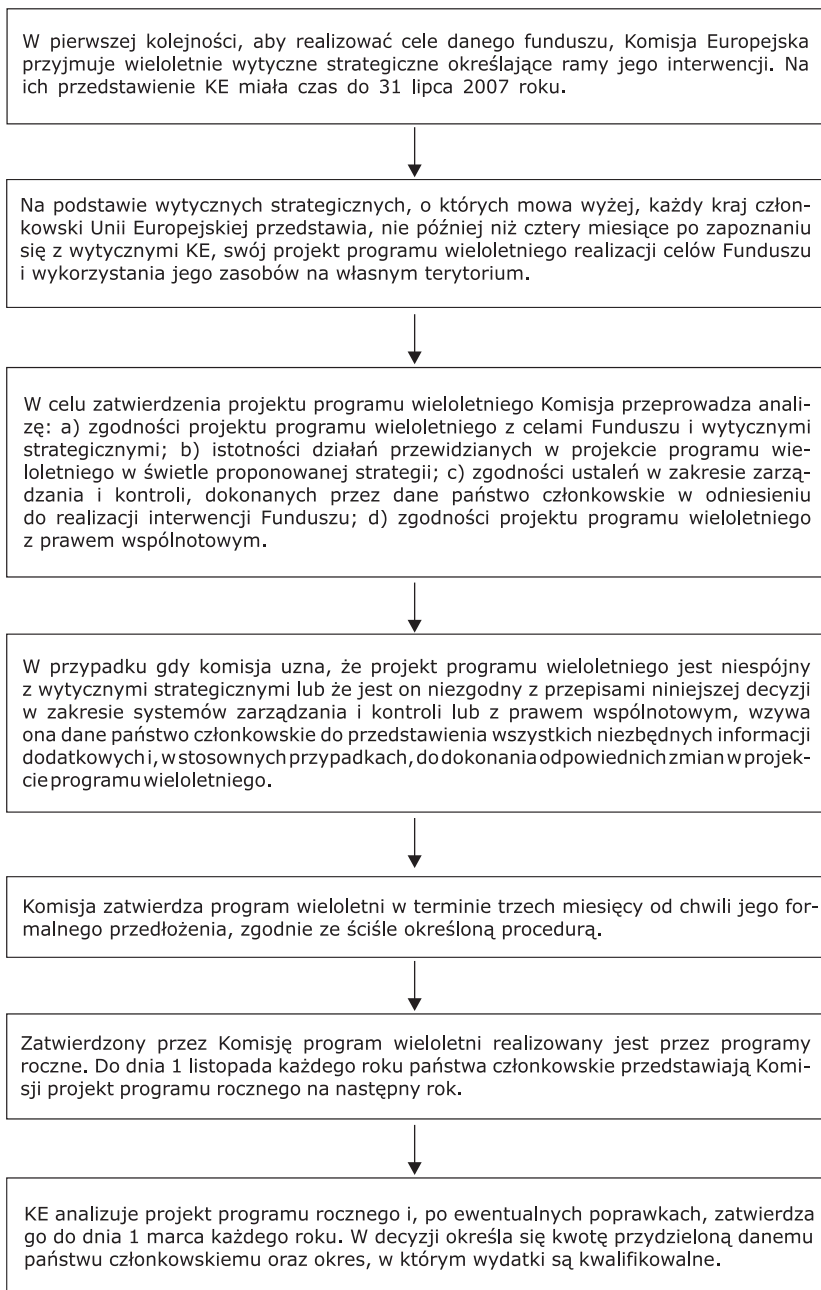 W pierwszej kolejności, aby realizować cele danego funduszu, Komisja Europejska
przyjmuje wieloletnie wytyczne strategiczne określające ramy jego interwencji. Na
ich przedstawienie KE miała czas do 31 lipca 2007 roku.
Na podstawie wytycznych strategicznych, o których mowa wyżej, każdy kraj człon-
kowski Unii Europejskiej przedstawia, nie później niż cztery miesiące po zapoznaniu
się z wytycznymi KE, swój projekt programu wieloletniego realizacji celów Funduszu
i wykorzystania jego zasobów na własnym terytorium.
W celu zatwierdzenia projektu programu wieloletniego Komisja przeprowadza anali-
zę: a) zgodności projektu programu wieloletniego z celami Funduszu i wytycznymi
strategicznymi; b) istotności działań przewidzianych w projekcie programu wie-
loletniego w świetle proponowanej strategii; c) zgodności ustaleń w zakresie zarzą-
dzania i kontroli, dokonanych przez dane państwo członkowskie w odniesieniu
do realizacji interwencji Funduszu; d) zgodności projektu programu wieloletniego
z prawem wspólnotowym.
W przypadku gdy komisja uzna, że projekt programu wieloletniego jest niespójny
z wytycznymi strategicznymi lub że jest on niezgodny z przepisami niniejszej decyzji
w zakresie systemów zarządzania i kontroli lub z prawem wspólnotowym, wzywa
ona dane państwo członkowskie do przedstawienia wszystkich niezbędnych informacji
dodatkowych i, w stosownych przypadkach, do dokonania odpowiednich zmian w projek-
cie programu wieloletniego.
Komisja zatwierdza program wieloletni w terminie trzech miesięcy od chwili jego for-
malnego przedłożenia, zgodnie ze ściśle określoną procedurą.
Zatwierdzony przez Komisję program wieloletni realizowany jest przez programy
roczne. Do dnia 1 listopada każdego roku państwa członkowskie przedstawiają Komi-
sji projekt programu rocznego na następny rok.
KE analizuje projekt programu rocznego i, po ewentualnych poprawkach, zatwierdza
go do dnia 1 marca każdego roku. W decyzji określa się kwotę przydzieloną danemu
państwu członkowskiemu oraz okres, w którym wydatki są kwalifikowalne.